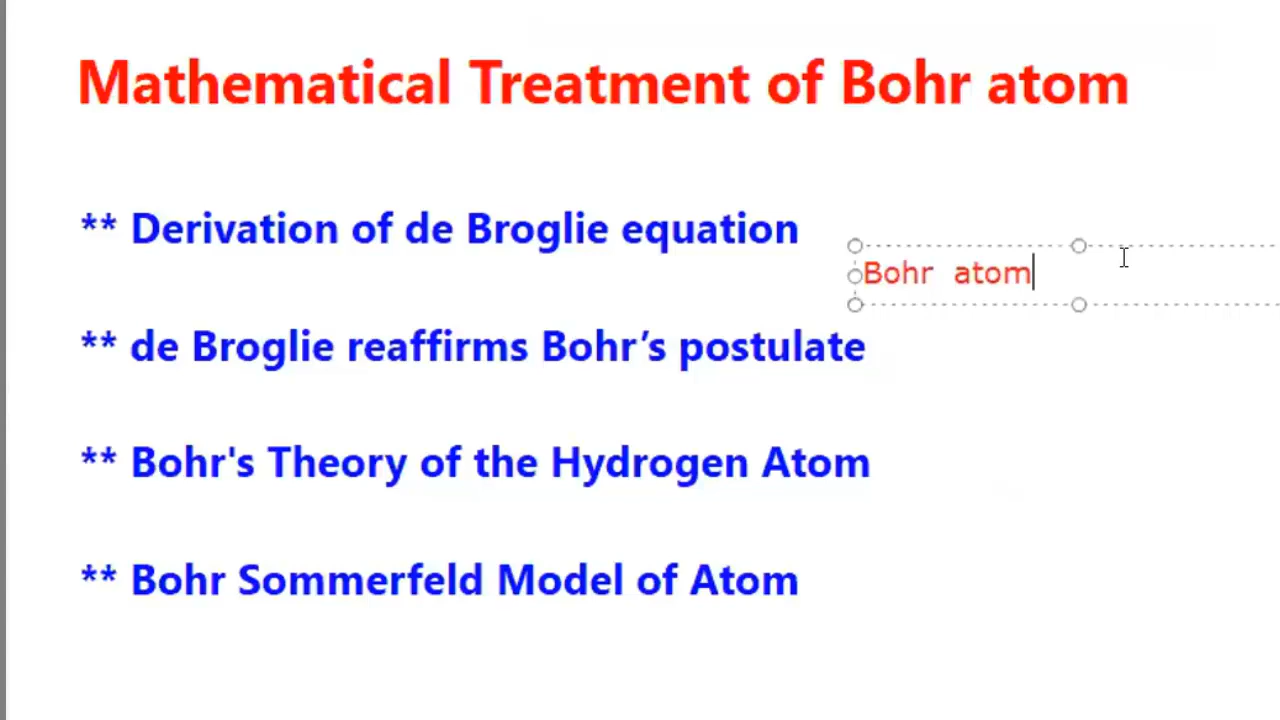 Mathematical Treatment of Bohr atom
** Derivation of de Broglie equation
Bohr atom
** de Broglie reaffirms Bohr’s postulate
** Bohr's Theory of the Hydrogen Atom
** Bohr Sommerfeld Model of Atom